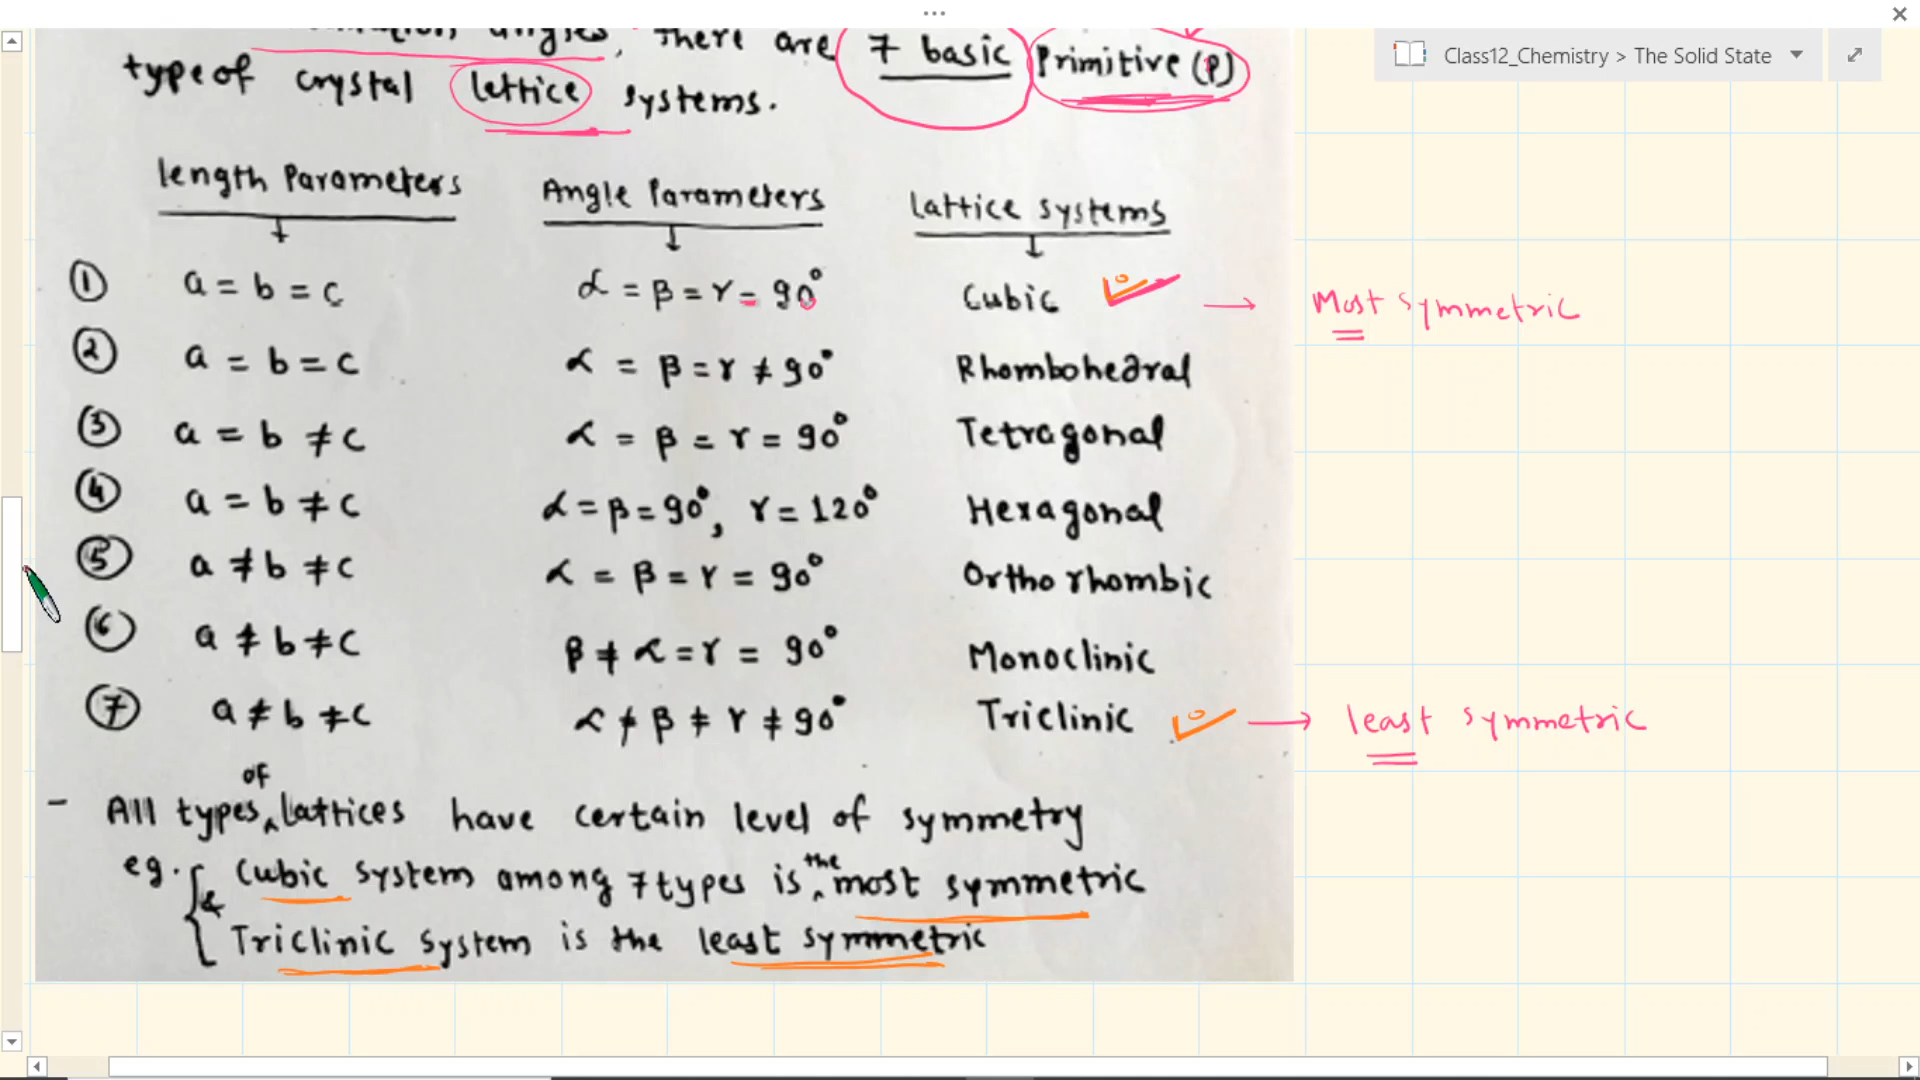 Class12_Chemistry > The Solid State
angles, There are 7 basic Primitive (P)
type of crystal lettice systems.
length Parameters Angle Parameters lattice systems
① a = b = c α = β = γ = 90° Cubic → Most symmetric
② a = b = c α = β = γ ≠ 90° Rhombohedral
③ a = b ≠ c α = β = γ = 90° Tetragonal
④ a = b ≠ c α = β = 90°, γ = 120° Hexagonal
⑤ a ≠ b ≠ c α = β = γ = 90° Orthorhombic
⑥ a ≠ b ≠ c β ≠ α = γ = 90° Monoclinic
⑦ a ≠ b ≠ c α ≠ β ≠ γ ≠ 90° Triclinic → least symmetric
- All types of lattices have certain level of symmetry
eg. Cubic system among 7 types is the most symmetric
& Triclinic system is the least symmetric